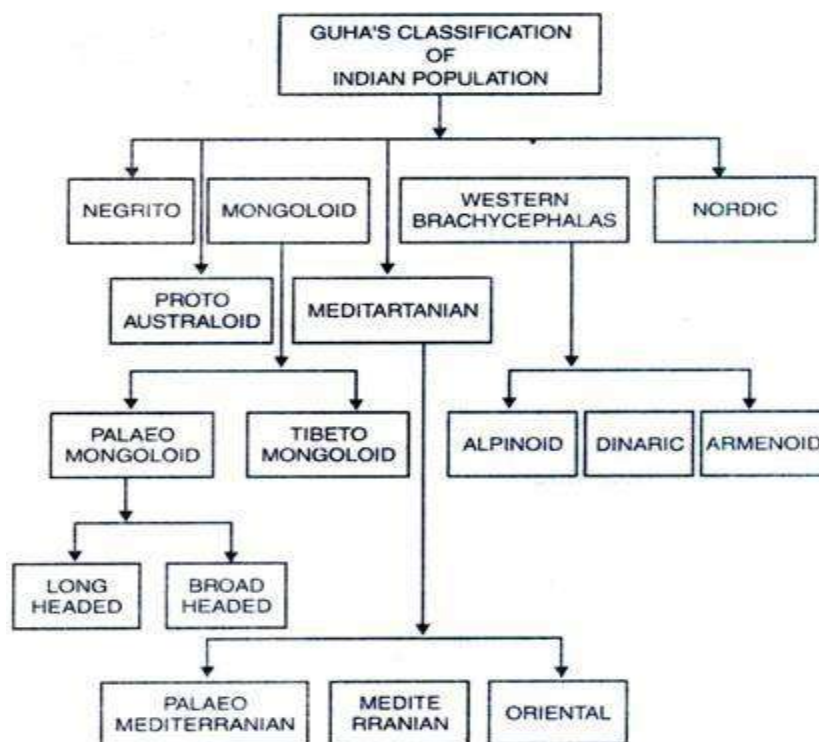 GUHA'S CLASSIFICATION
OF
INDIAN POPULATION
NEGRITO
MONGOLOID
WESTERN
BRACHYCEPHALAS
NORDIC
PROTO
AUSTRALOID
MEDITARTANIAN
PALAEO
MONGOLOID
TIBETO
MONGOLOID
ALPINOID
DINARIC
ARMENOID
LONG
HEADED
BROAD
HEADED
PALAEO
MEDITERRANIAN
MEDITE
RRANIAN
ORIENTAL